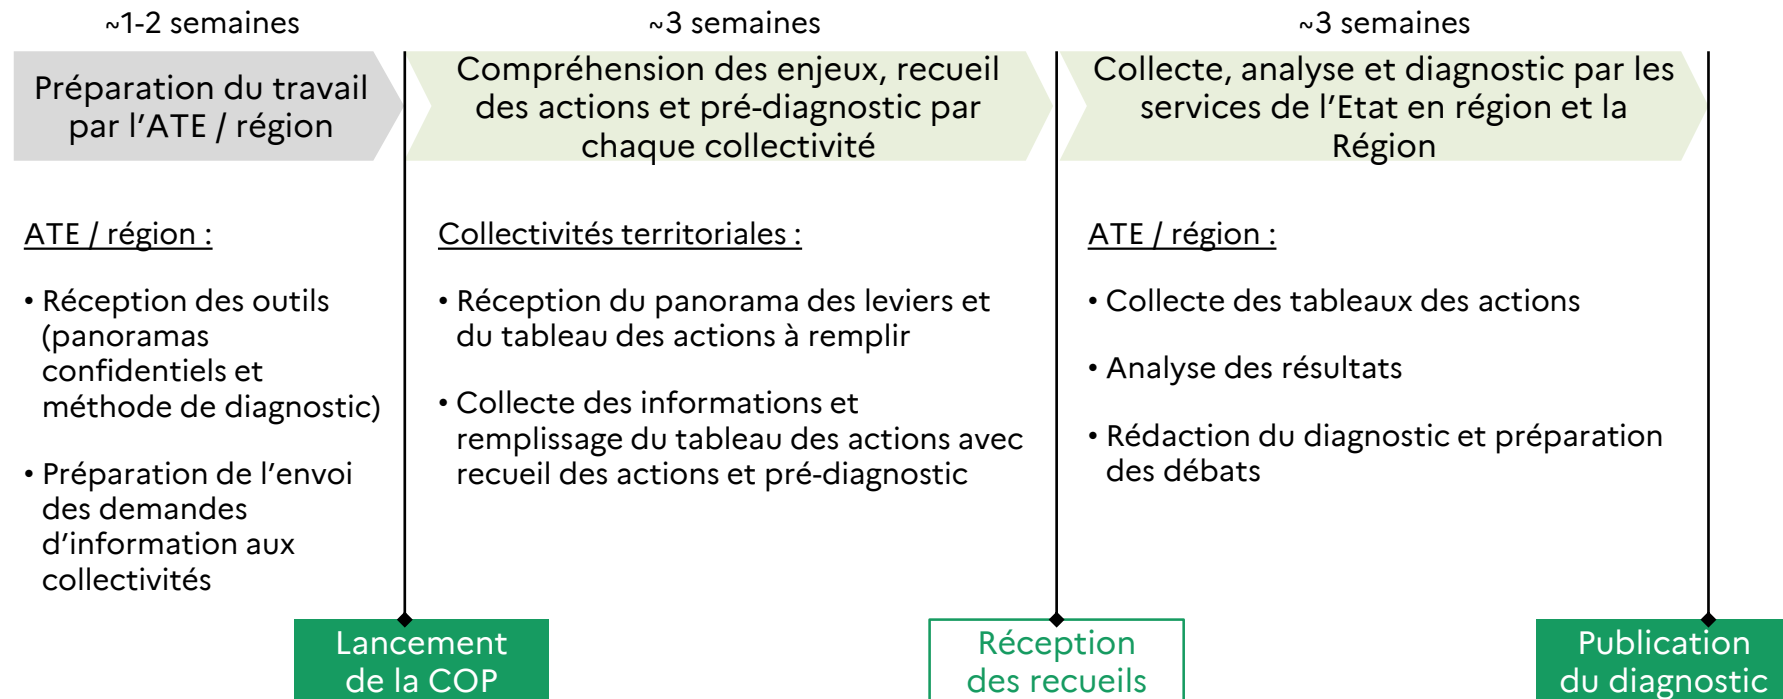 ~1-2 semaines
~3 semaines
~3 semaines
Préparation du travail
par l’ATE / région
Compréhension des enjeux, recueil
des actions et pré-diagnostic par
chaque collectivité
Collecte, analyse et diagnostic par les
services de l’Etat en région et la
Région
ATE / région :
• Réception des outils
(panoramas
confidentiels et
méthode de diagnostic)
• Préparation de l’envoi
des demandes
d’information aux
collectivités
Collectivités territoriales :
• Réception du panorama des leviers et
du tableau des actions à remplir
• Collecte des informations et
remplissage du tableau des actions avec
recueil des actions et pré-diagnostic
ATE / région :
• Collecte des tableaux des actions
• Analyse des résultats
• Rédaction du diagnostic et préparation
des débats
Lancement
de la COP
Réception
des recueils
Publication
du diagnostic